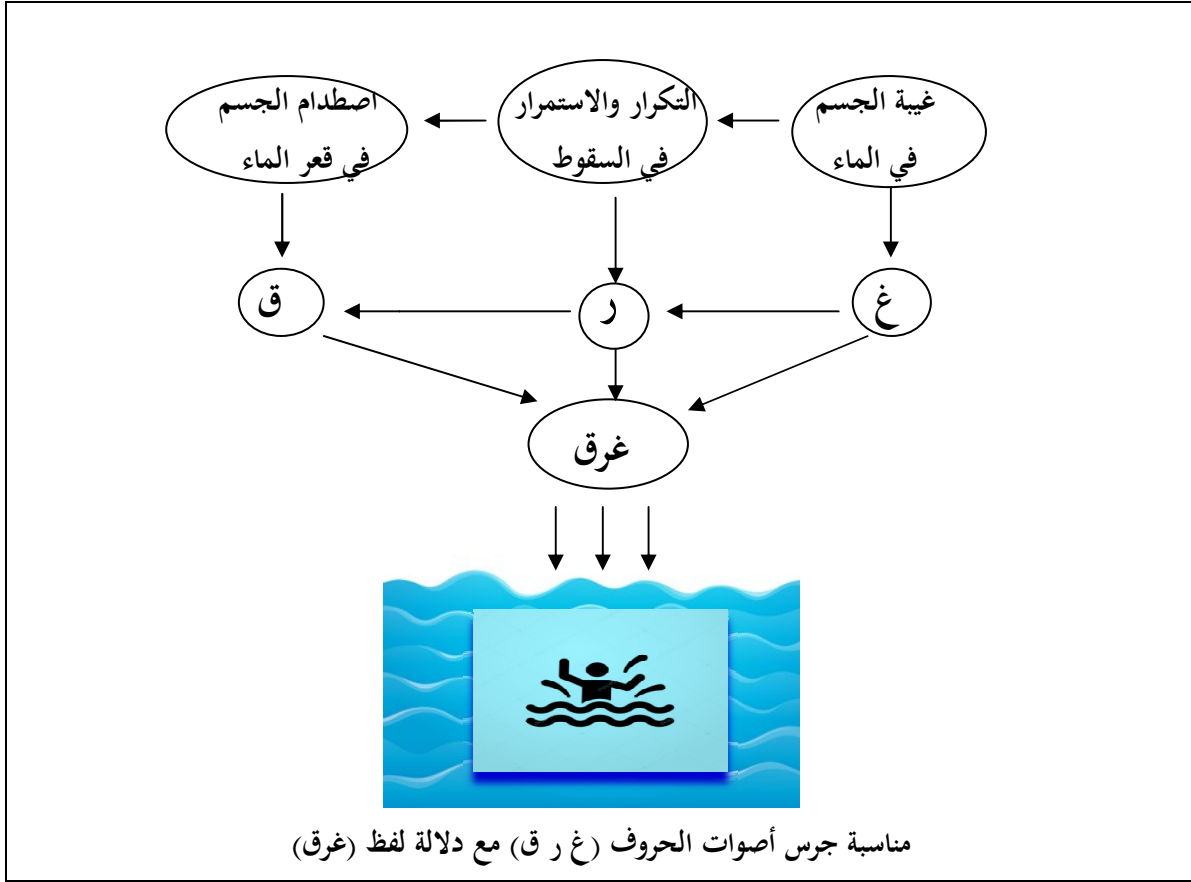 غيبة الجسم
في الماء
التكرار والاستمرار
في السقوط
اصطدام الجسم
في قعر الماء
غ
ر
ق
غرق
مناسبة جرس أصوات الحروف (غ ر ق) مع دلالة لفظ (غرق)